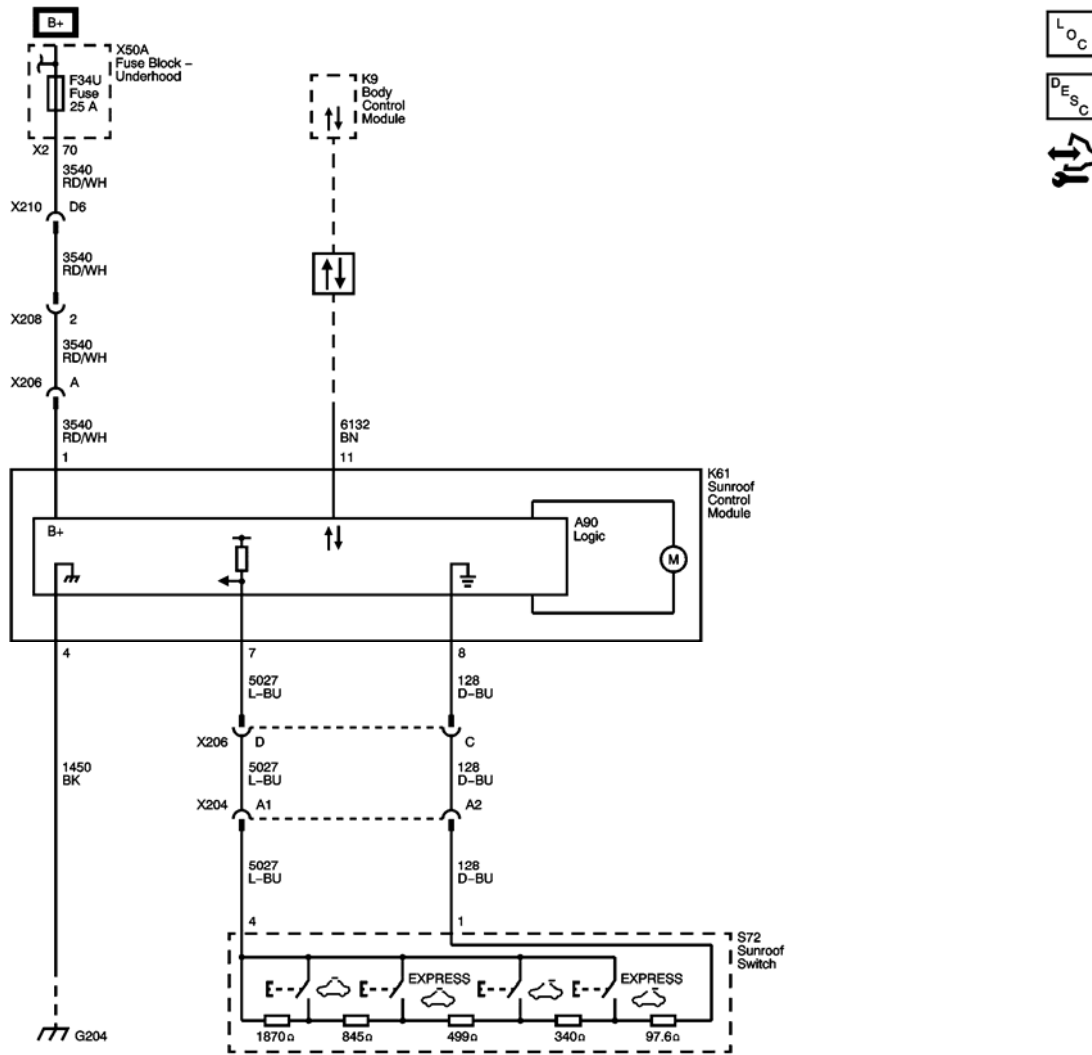 B+
X50A
Fuse Block –
Underhood
F34U
Fuse
25 A
X2 70
3540
RD/WH
X210 D6
3540
RD/WH
X208 2
3540
RD/WH
X206 A
3540
RD/WH
1
K9
Body
Control
Module
6132
BN
11
L
O
C
D
E
S
C
K61
Sunroof
Control
Module
B+
A90
Logic
M
4
7
8
5027
L–BU
128
D–BU
X206 D
C
1450
BK
5027
L–BU
128
D–BU
X204 A1
A2
5027
L–BU
128
D–BU
4
1
S72
Sunroof
Switch
EXPRESS
EXPRESS
1870Ω
845Ω
499Ω
340Ω
97.6Ω
G204